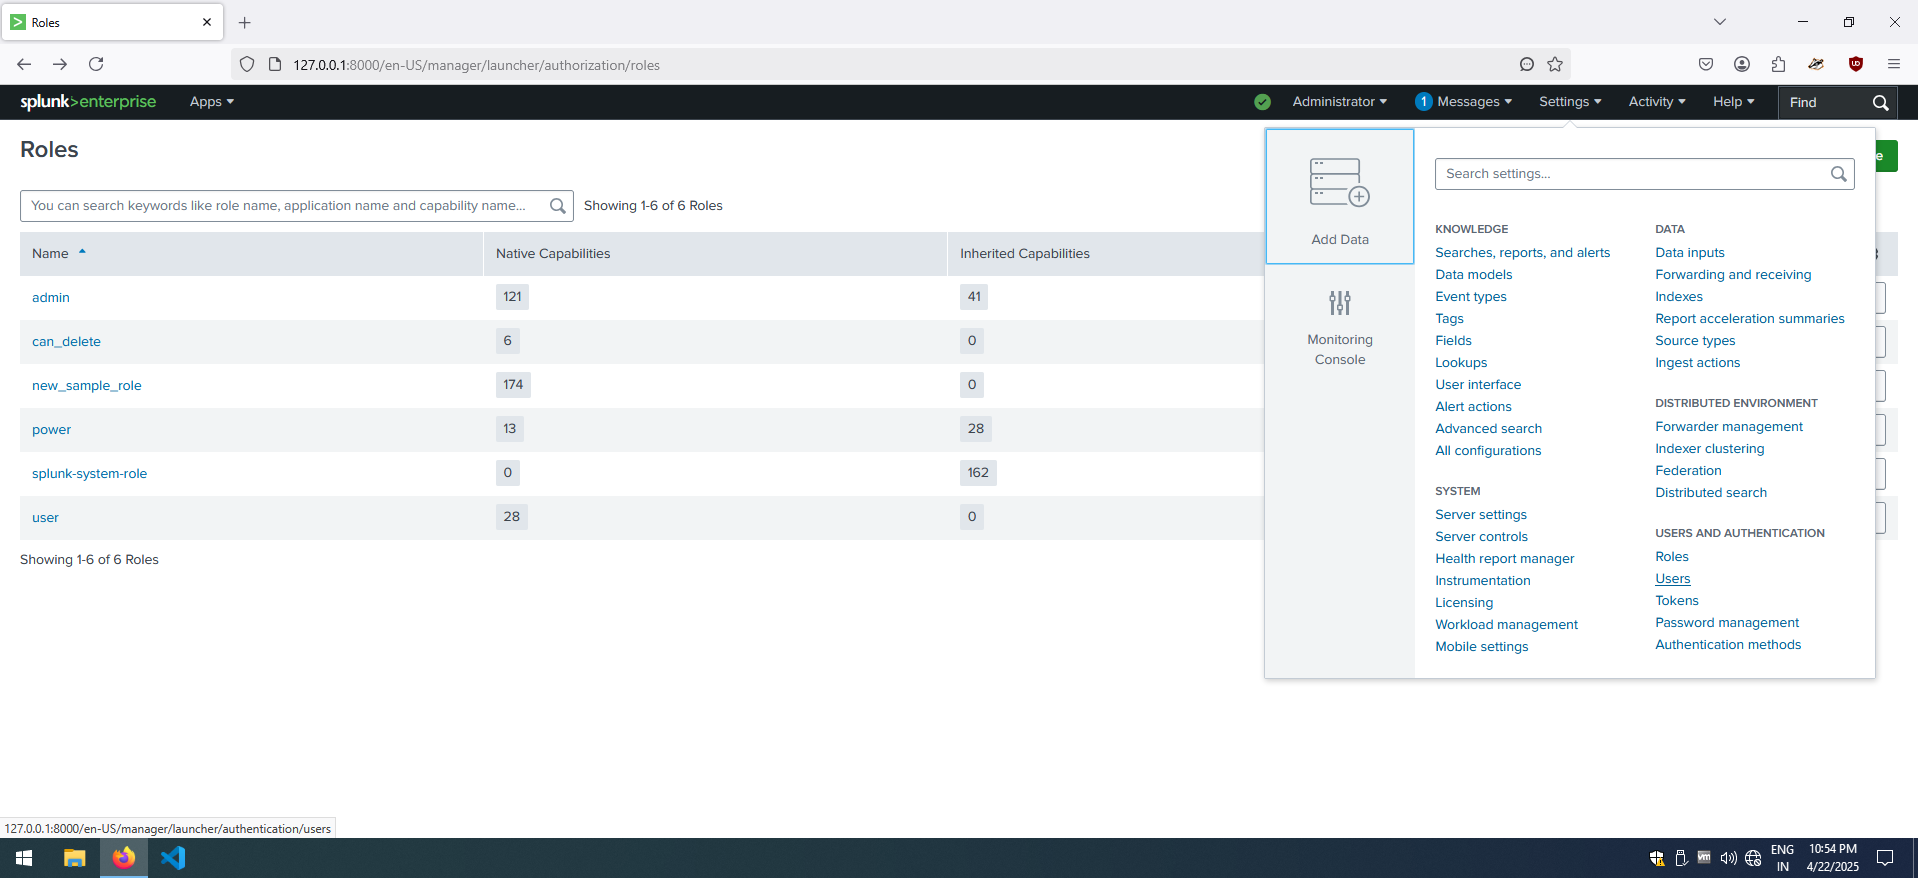 Roles
127.0.0.1:8000/en-US/manager/launcher/authorization/roles
splunk>enterprise Apps Administrator 1 Messages Settings Activity Help Find
Roles
You can search keywords like role name, application name and capability name...
Showing 1-6 of 6 Roles
Name Native Capabilities Inherited Capabilities
admin 121 41
can_delete 6 0
new_sample_role 174 0
power 13 28
splunk-system-role 0 162
user 28 0
Showing 1-6 of 6 Roles
Add Data
Monitoring
Console
Search settings...
KNOWLEDGE
Searches, reports, and alerts
Data models
Event types
Tags
Fields
Lookups
User interface
Alert actions
Advanced search
All configurations
SYSTEM
Server settings
Server controls
Health report manager
Instrumentation
Licensing
Workload management
Mobile settings
DATA
Data inputs
Forwarding and receiving
Indexes
Report acceleration summaries
Source types
Ingest actions
DISTRIBUTED ENVIRONMENT
Forwarder management
Indexer clustering
Federation
Distributed search
USERS AND AUTHENTICATION
Roles
Users
Tokens
Password management
Authentication methods
127.0.0.1:8000/en-US/manager/launcher/authentication/users
ENG
IN
10:54 PM
4/22/2025